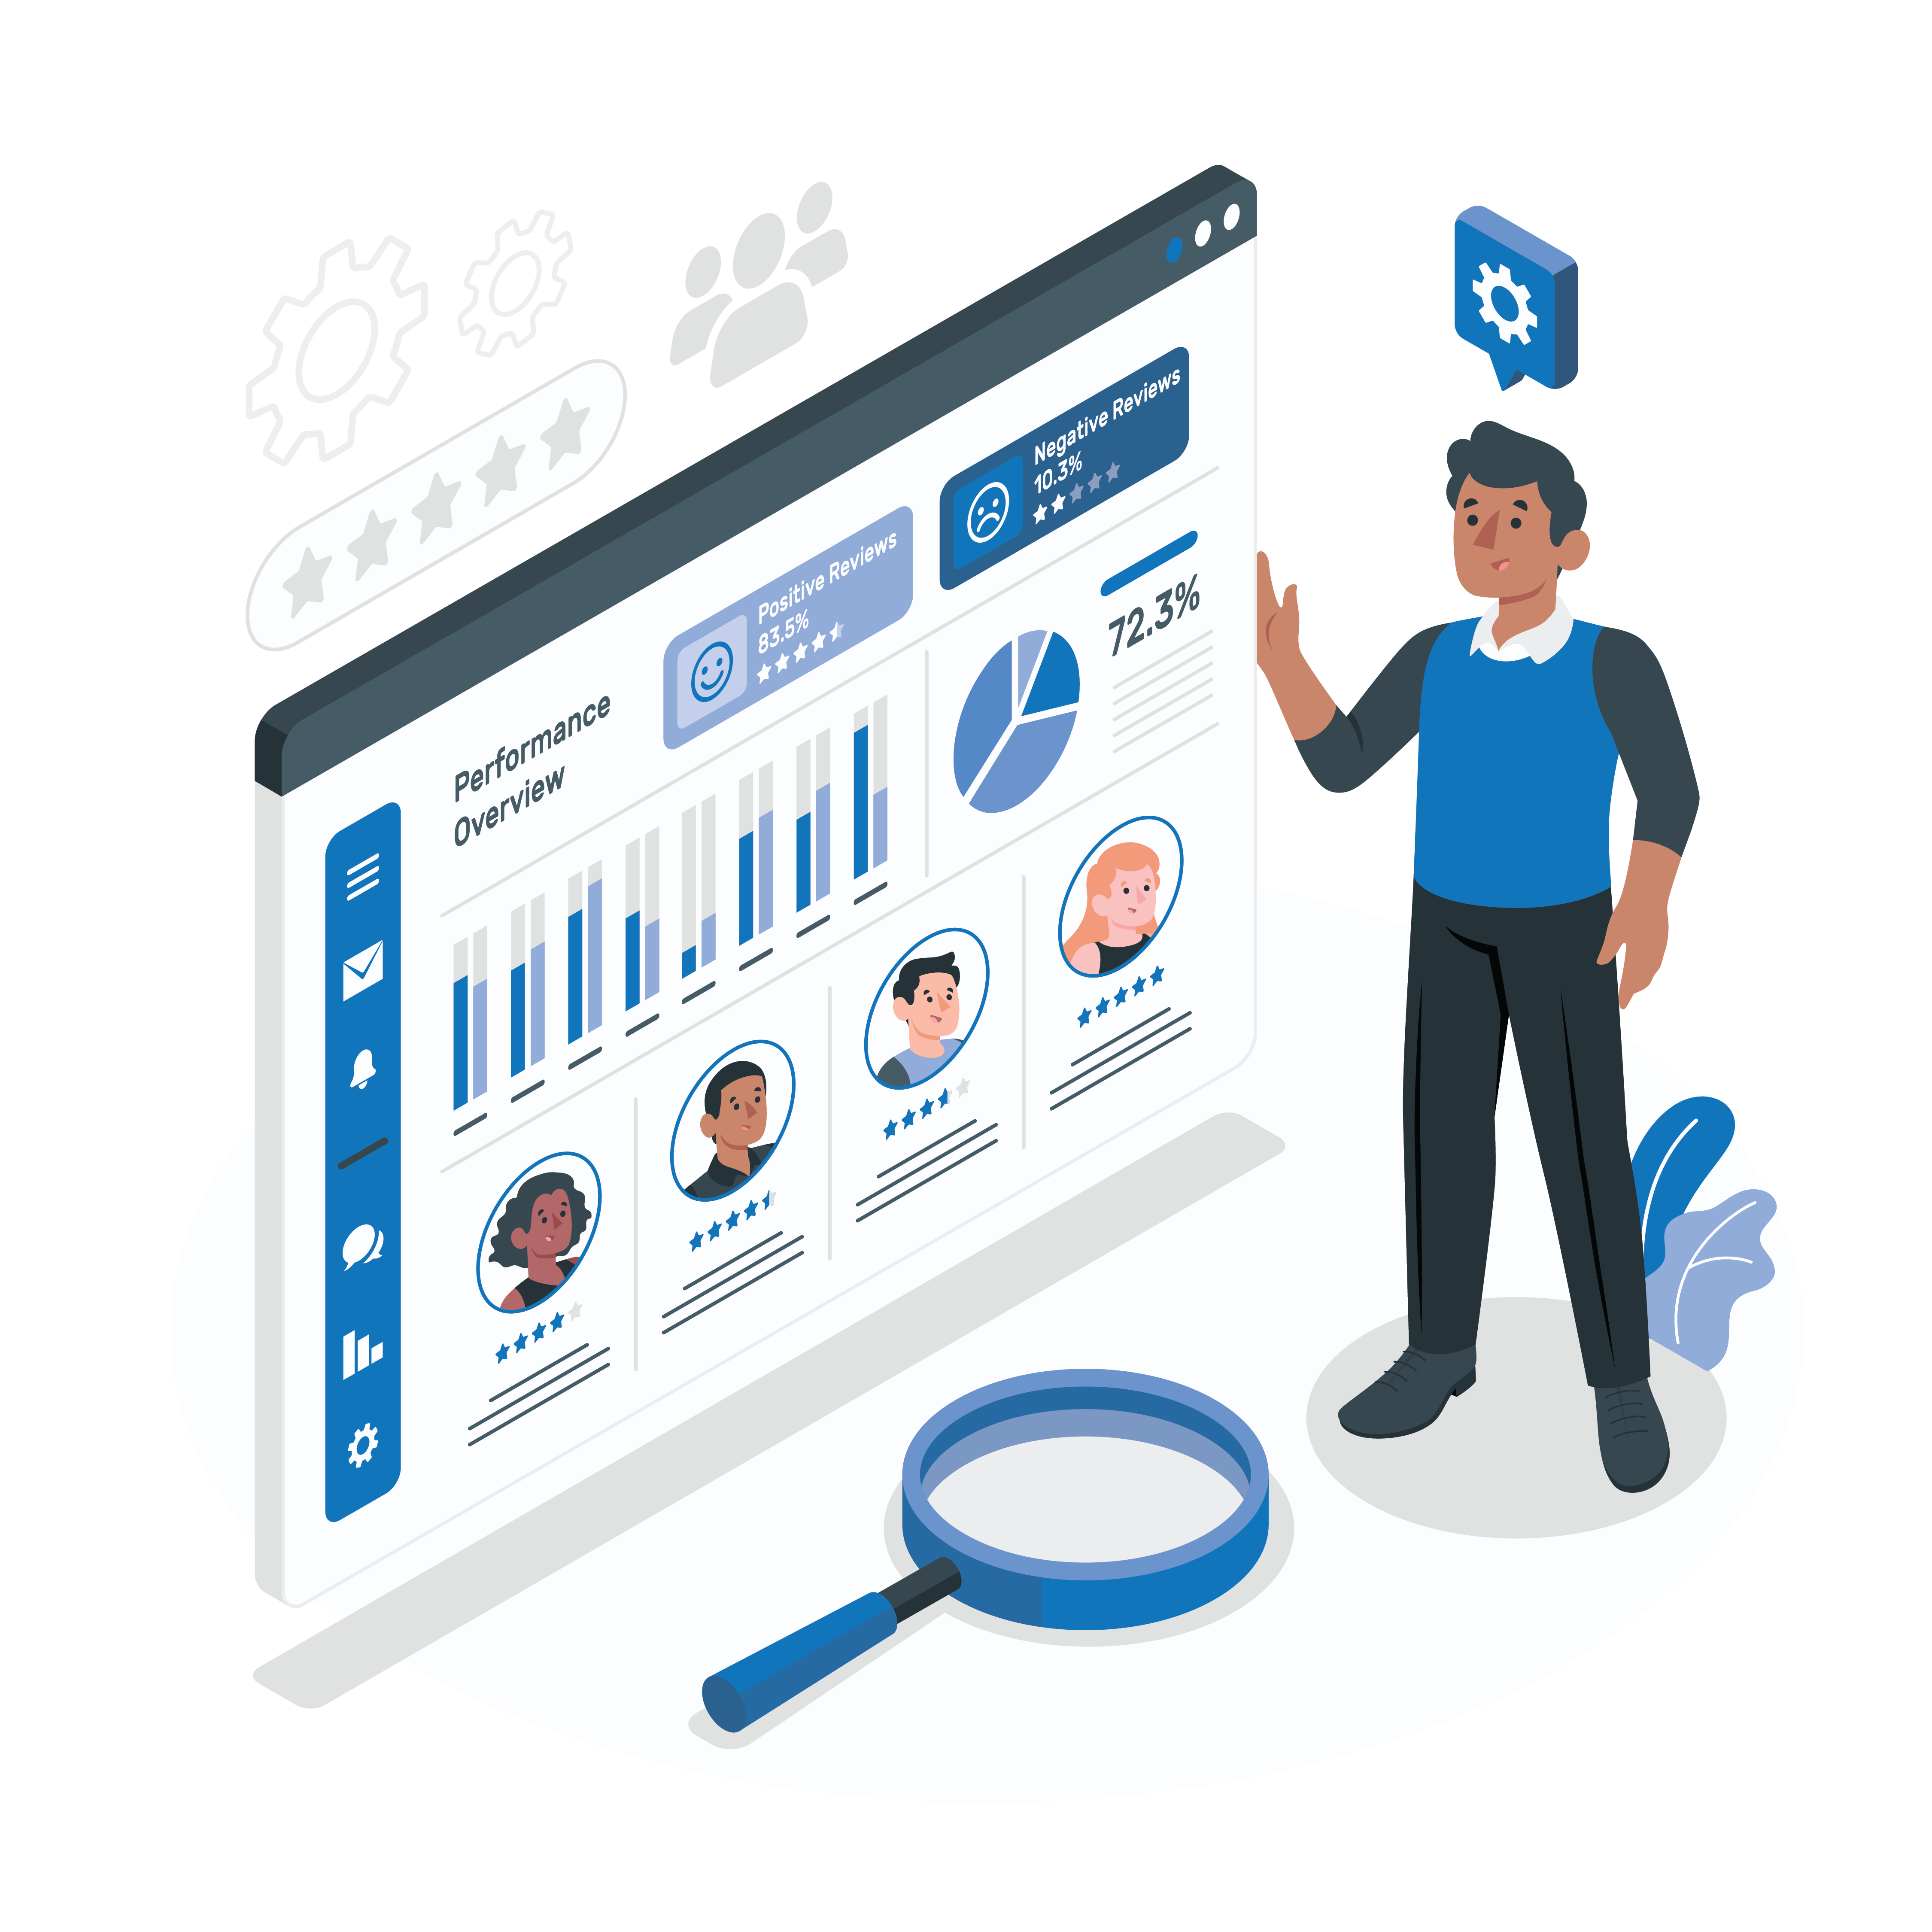 Performance
Overview
Positive Reviews
83.5%
Negative Reviews
10.3%
72.3%